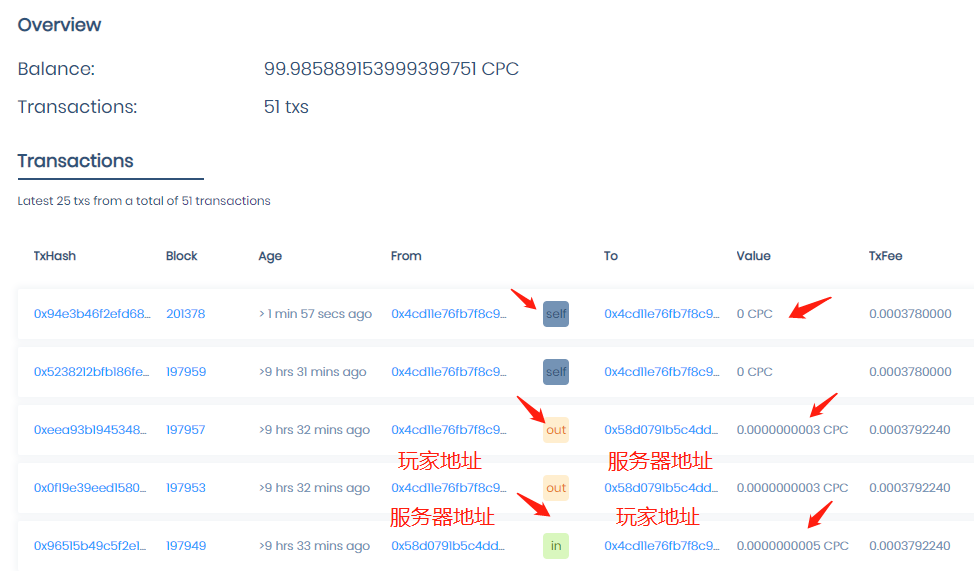 Overview
Balance: 99.985889153999399751 CPC
Transactions: 51 txs
Transactions
Latest 25 txs from a total of 51 transactions
TxHash Block Age From To Value TxFee
0x94e3b46f2efd68... 201378 > 1 min 57 secs ago 0x4cd11e76fb7f8c9... self 0x4cd11e76fb7f8c9... 0 CPC 0.0003780000
0x5238212bfb186fe... 197959 >9 hr 31 mins ago 0x4cd11e76fb7f8c9... self 0x4cd11e76fb7f8c9... 0 CPC 0.0003780000
0xeea93b1945348... 197957 >9 hr 32 mins ago 0x4cd11e76fb7f8c9... out 0x58d0791b5c4dd... 0.0000000003 CPC 0.0003792240
玩家地址 服务器地址
0x0f19e39eed1580... 197953 >9 hrs 32 mins ago 0x4cd11e76fb7f8c9... out 0x58d0791b5c4dd... 0.0000000003 CPC 0.0003792240
服务器地址 玩家地址
0x96515b49c5f2e1... 197949 >9 hrs 33 mins ago 0x58d0791b5c4dd... in 0x4cd11e76fb7f8c9... 0.0000000005 CPC 0.0003792240